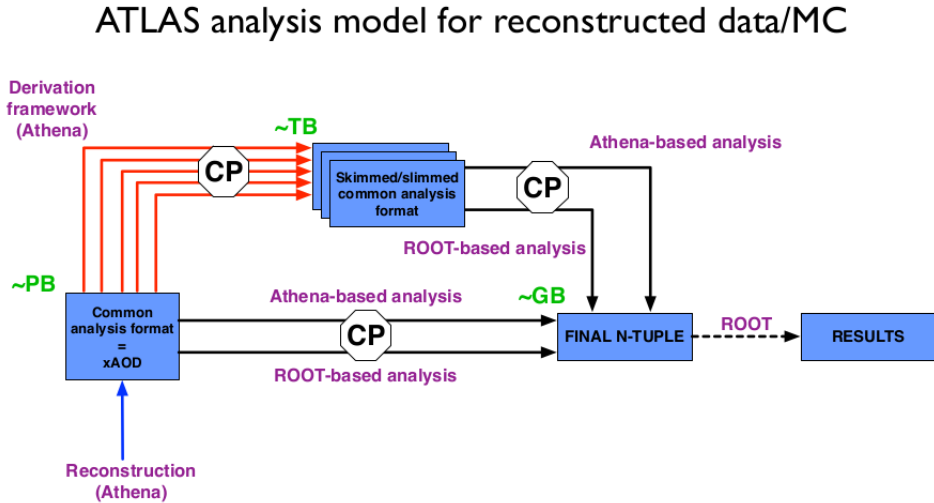 ATLAS analysis model for reconstructed data/MC
Derivation
framework
(Athena)
~TB
CP
Skimmed/slimmed
common analysis
format
CP
Athena-based analysis
ROOT-based analysis
~PB
Common
analysis format
=
xAOD
Athena-based analysis
CP
ROOT-based analysis
~GB
FINAL N-TUPLE
ROOT
RESULTS
Reconstruction
(Athena)